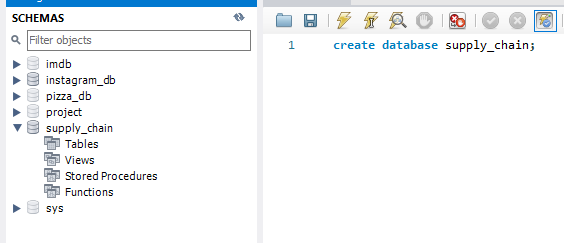 SCHEMAS
Filter objects
imdb
instagram_db
pizza_db
project
supply_chain
Tables
Views
Stored Procedures
Functions
sys
1 create database supply_chain;